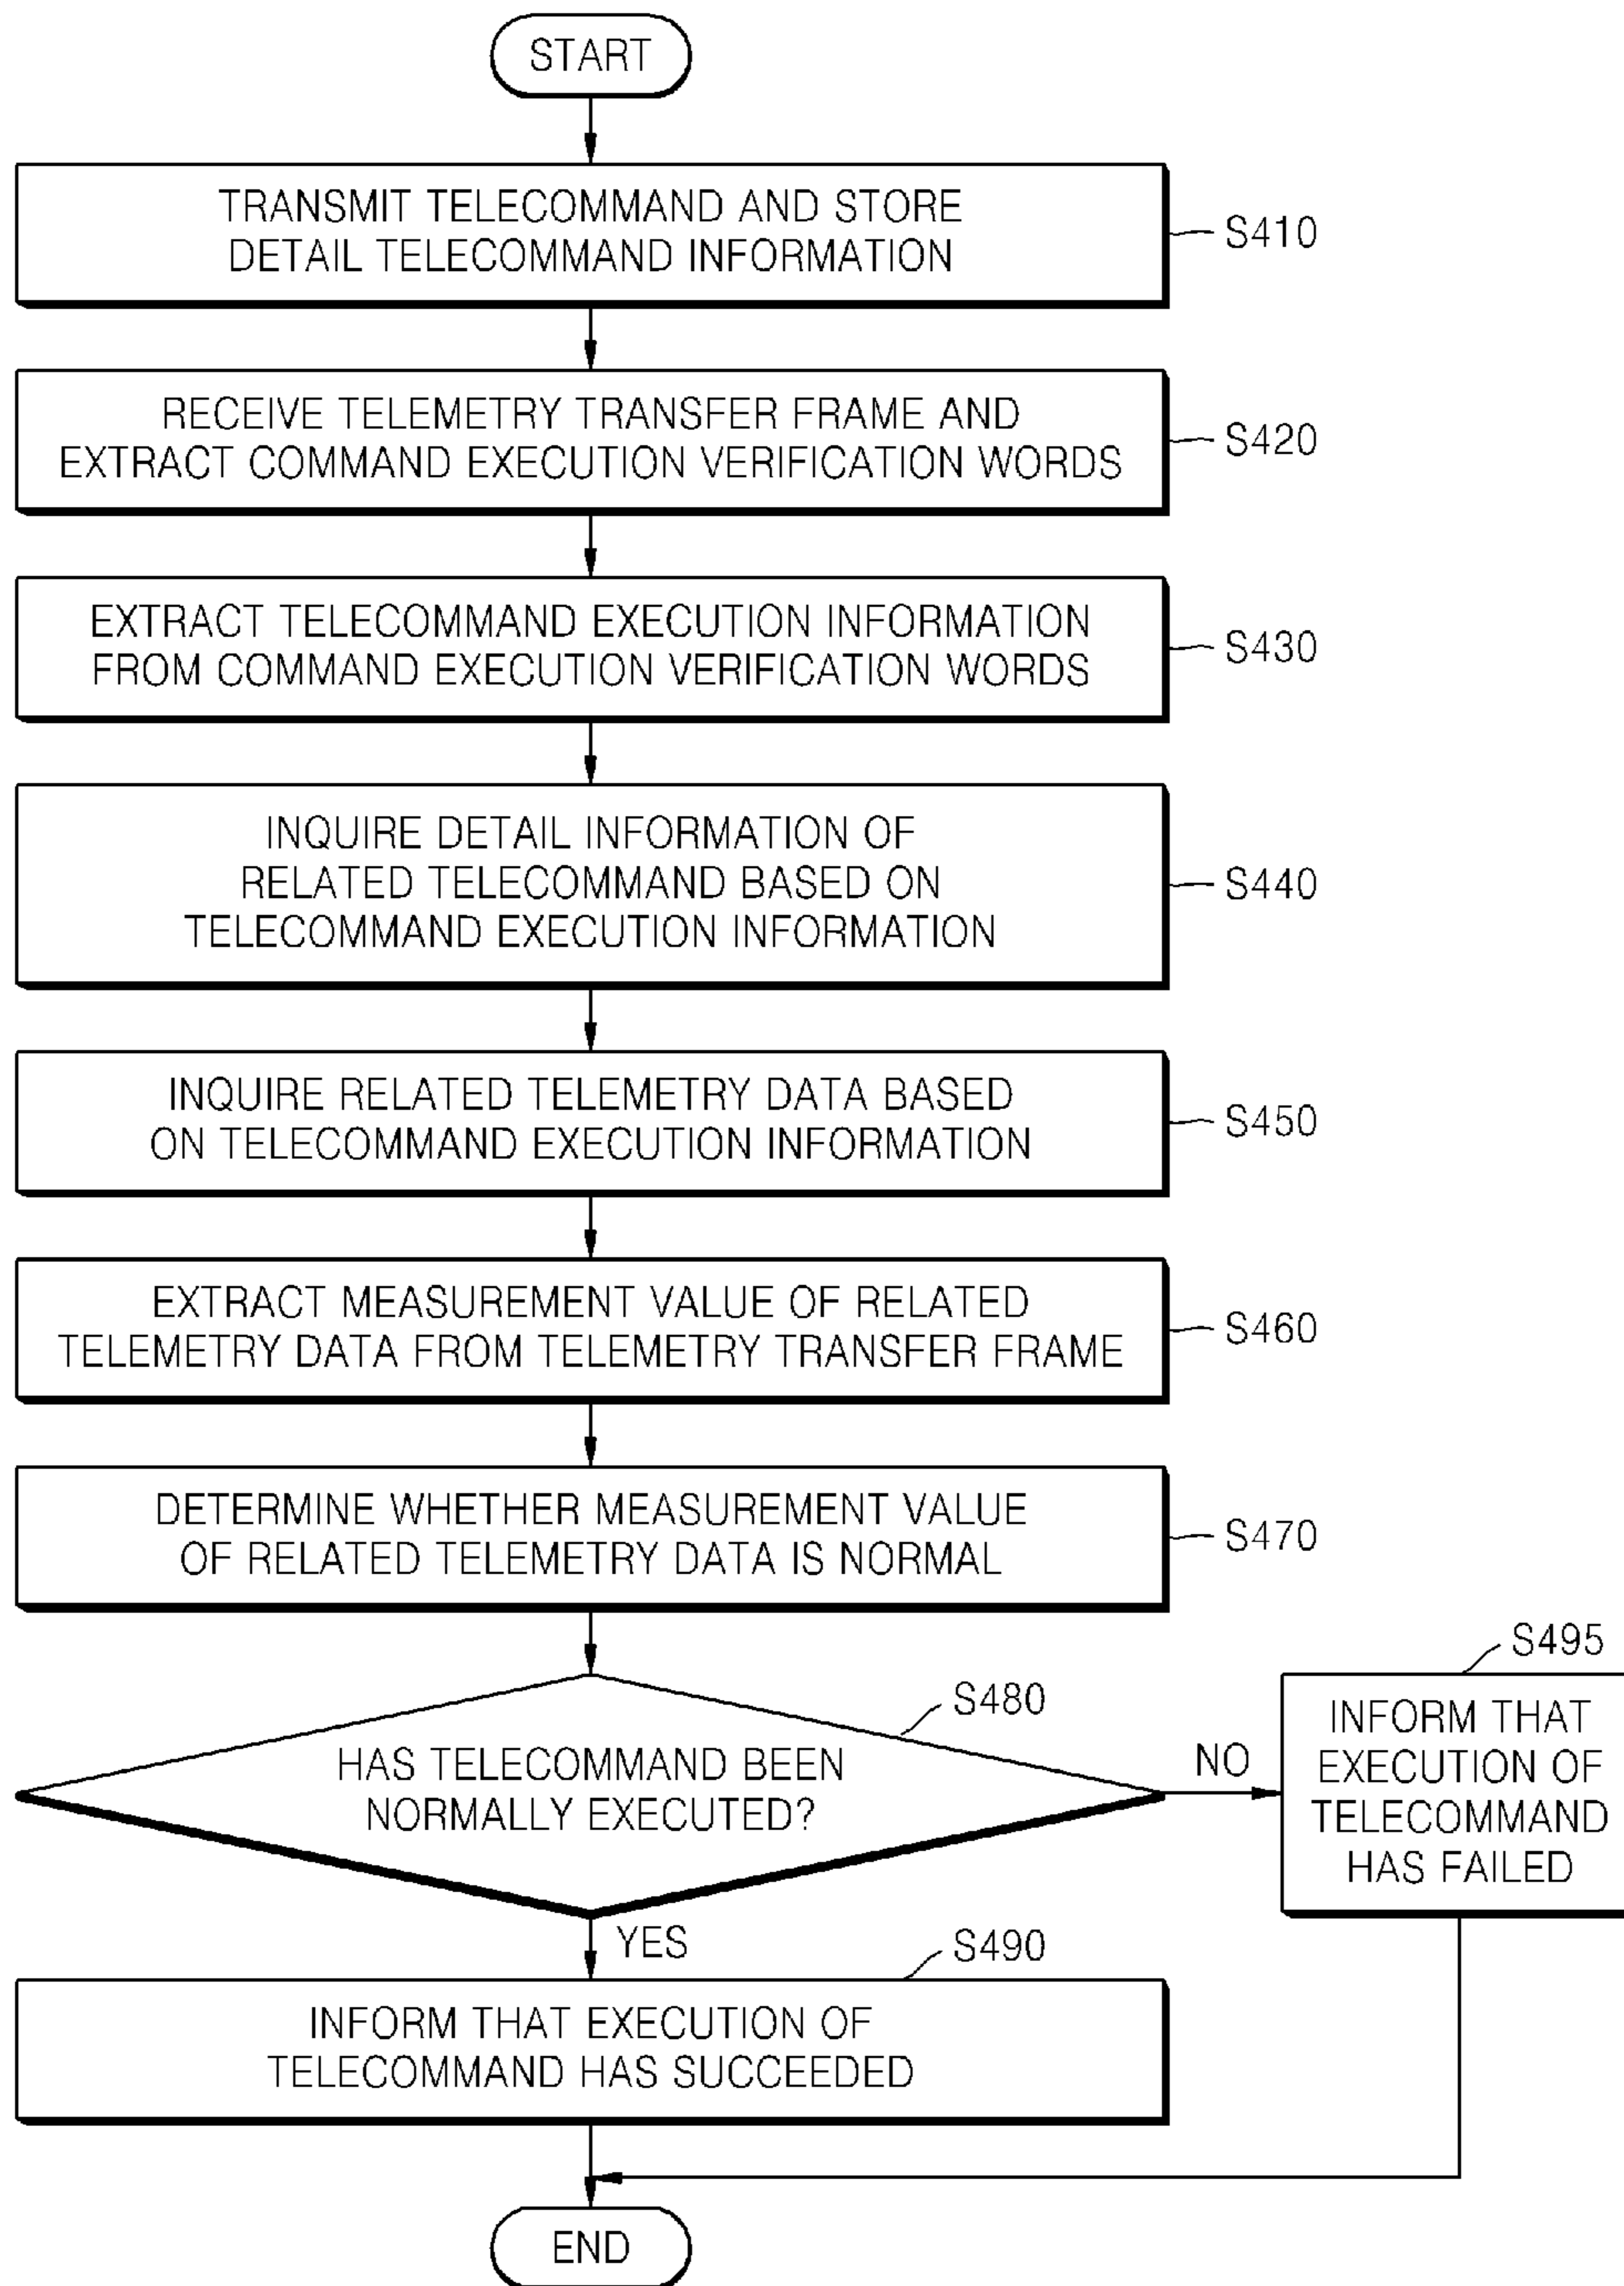 START
TRANSMIT TELECOMMAND AND STORE
DETAIL TELECOMMAND INFORMATION
S410
RECEIVE TELEMETRY TRANSFER FRAME AND
EXTRACT COMMAND EXECUTION VERIFICATION WORDS
S420
EXTRACT TELECOMMAND EXECUTION INFORMATION
FROM COMMAND EXECUTION VERIFICATION WORDS
S430
INQUIRE DETAIL INFORMATION OF
RELATED TELECOMMAND BASED ON
TELECOMMAND EXECUTION INFORMATION
S440
INQUIRE RELATED TELEMETRY DATA BASED
ON TELECOMMAND EXECUTION INFORMATION
S450
EXTRACT MEASUREMENT VALUE OF RELATED
TELEMETRY DATA FROM TELEMETRY TRANSFER FRAME
S460
DETERMINE WHETHER MEASUREMENT VALUE
OF RELATED TELEMETRY DATA IS NORMAL
S470
S480
HAS TELECOMMAND BEEN
NORMALLY EXECUTED?
NO
S495
INFORM THAT
EXECUTION OF
TELECOMMAND
HAS FAILED
YES
S490
INFORM THAT EXECUTION OF
TELECOMMAND HAS SUCCEEDED
END